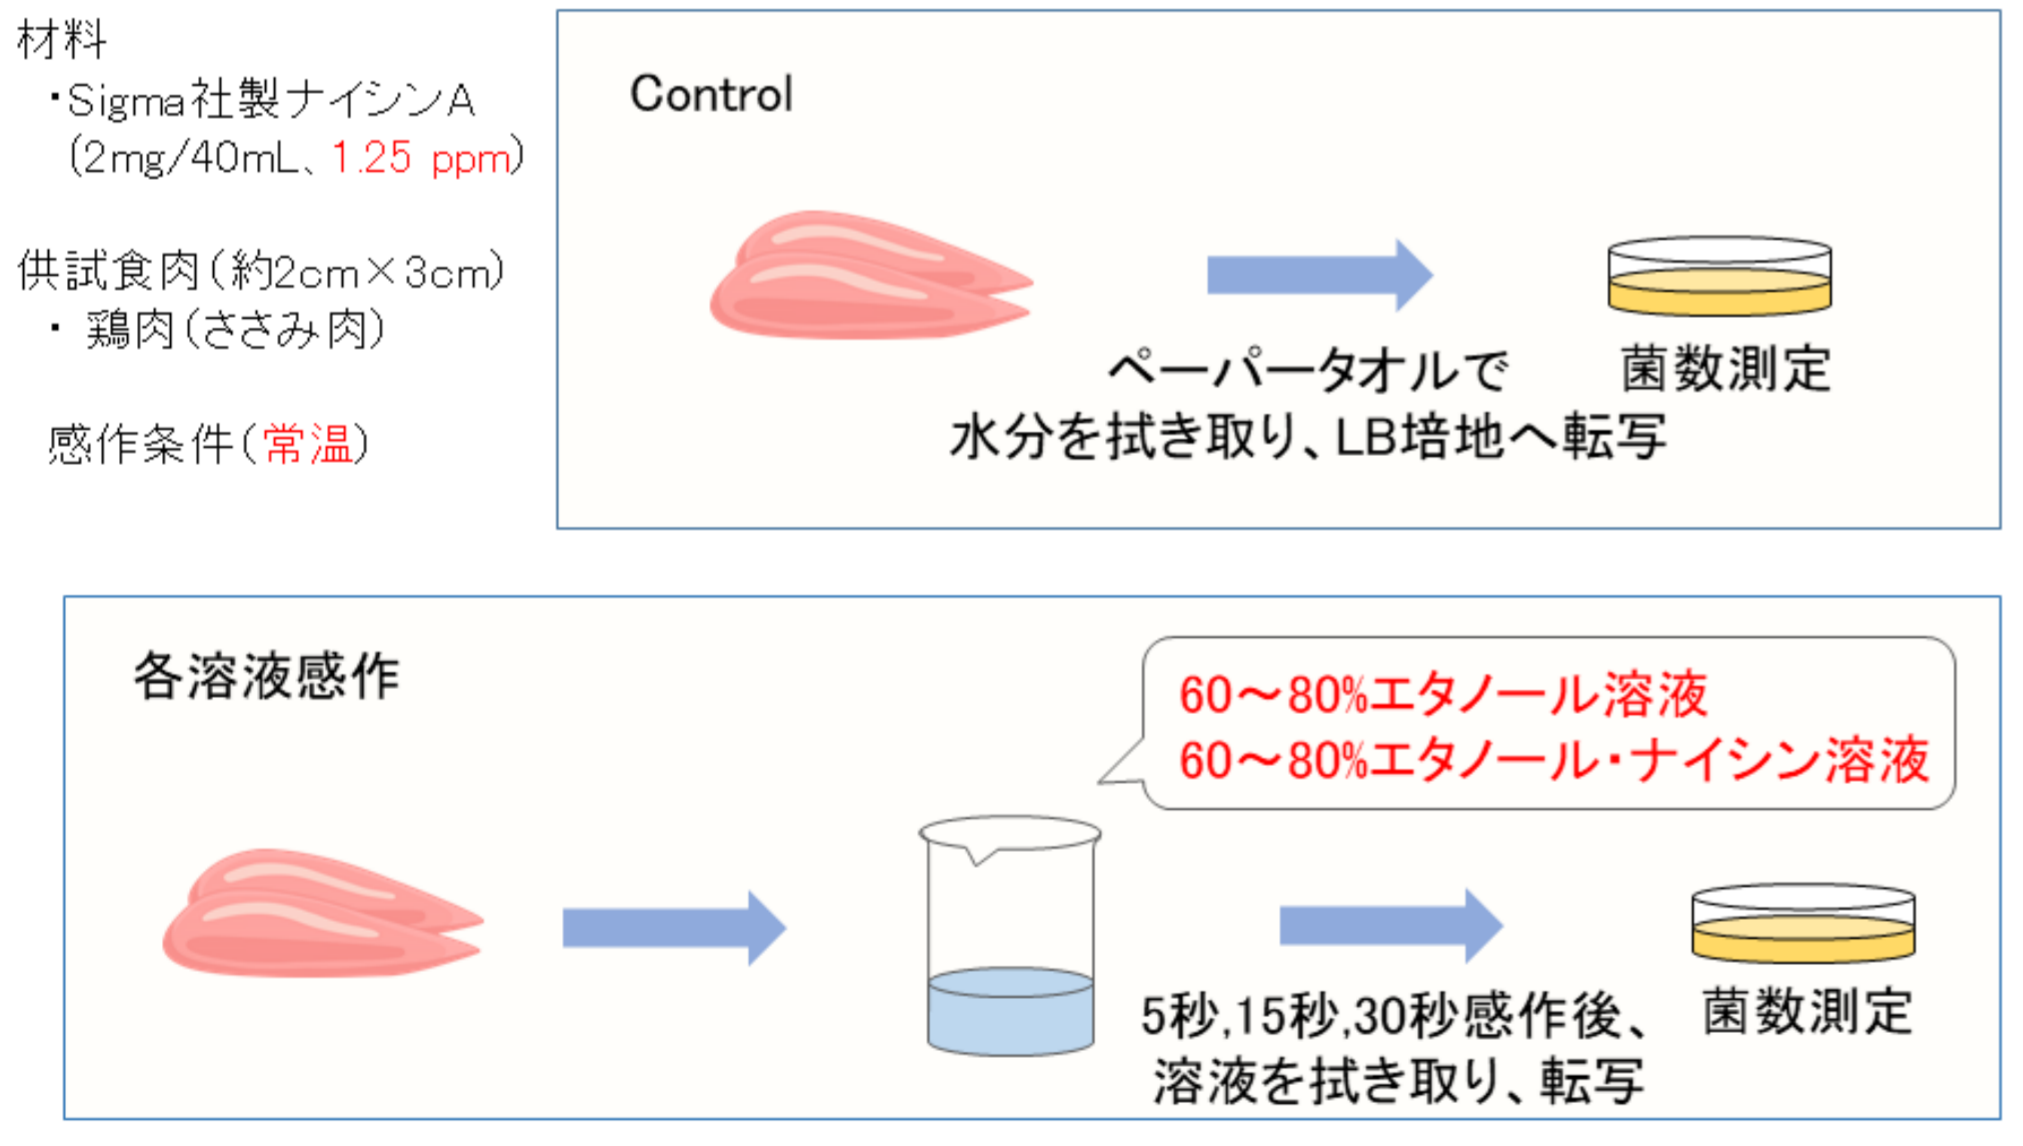 材料
・Sigma社製ナイシンA
(2mg/40mL、1.25 ppm)
供試食肉(約2cm×3cm)
・ 鶏肉(ささみ肉)
感作条件(常温)
Control
ペーパータオルで
水分を拭き取り、LB培地へ転写
菌数測定
各溶液感作
60～80%エタノール溶液
60～80%エタノール・ナイシン溶液
5秒,15秒,30秒感作後、
溶液を拭き取り、転写
菌数測定